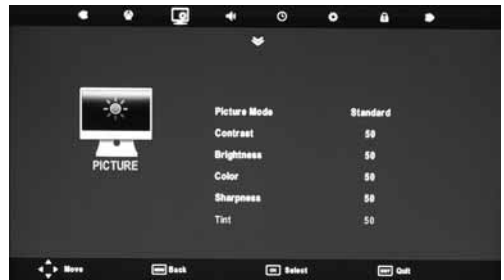 Picture Mode Standard
Contrast 50
Brightness 50
PICTURE
Color 50
Sharpness 50
Tint 50
Move Back Select Quit